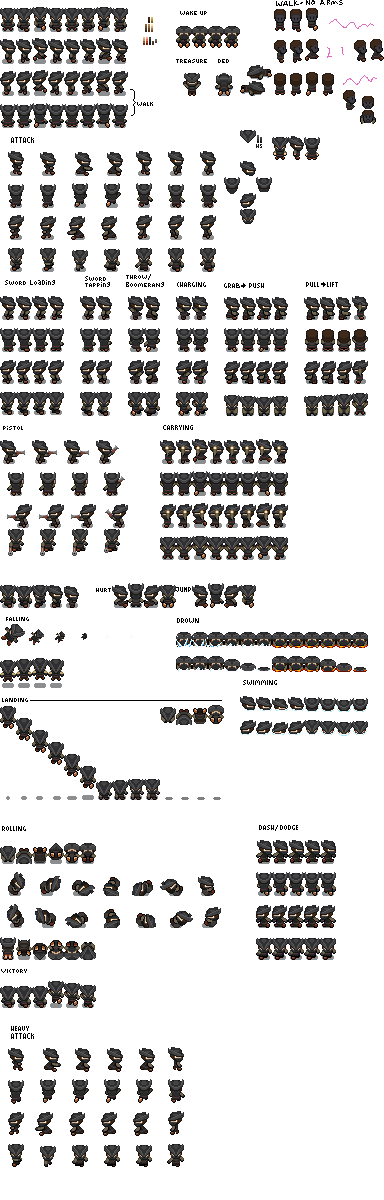 WALK-NO ARMS
WAKE UP
TREASURE DED
WALK
ATTACK
SWORD LOADING
SWORD
TAPPING
THROW/
BOOMERANG
CHARGING
GRAB→ PUSH
PULL→LIFT
PISTOL
CARRYING
HURT
JUMP
FALLING
DROWN
SWIMMING
LANDING
ROLLING
DASH/DODGE
VICTORY
HEAVY
ATTACK